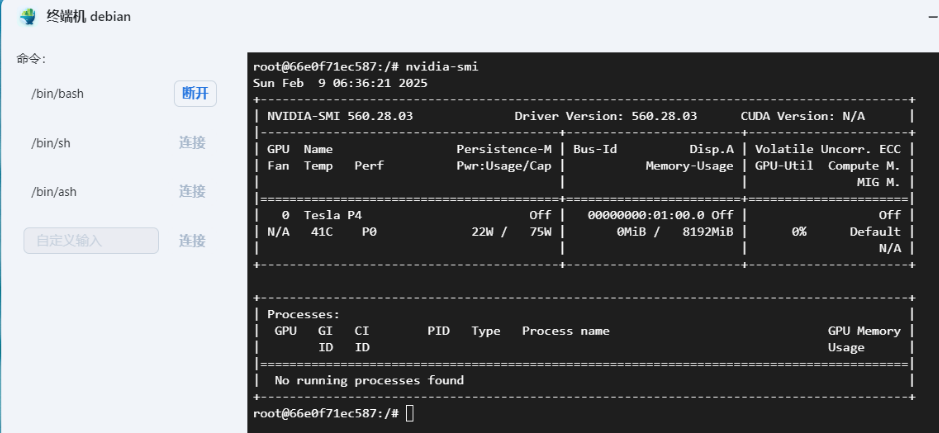 终端机 debian
命令:
/bin/bash 断开
/bin/sh 连接
/bin/ash 连接
自定义输入 连接
root@66e0f71ec587:/# nvidia-smi
Sun Feb  9 06:36:21 2025
+-----------------------------------------------------------------------------------------+
| NVIDIA-SMI 560.28.03              Driver Version: 560.28.03      CUDA Version: N/A      |
|-----------------------------------------+------------------------+----------------------+
| GPU  Name                 Persistence-M | Bus-Id          Disp.A | Volatile Uncorr. ECC |
| Fan  Temp   Perf          Pwr:Usage/Cap |           Memory-Usage | GPU-Util  Compute M. |
|                                         |                        |               MIG M. |
|=========================================+========================+======================|
|   0  Tesla P4                       Off |   00000000:01:00.0 Off |                  Off |
| N/A   41C    P0             22W /   75W |       0MiB /   8192MiB |      0%      Default |
|                                         |                        |                  N/A |
+-----------------------------------------+------------------------+----------------------+
+-----------------------------------------------------------------------------------------+
| Processes:                                                                              |
|  GPU   GI   CI        PID   Type   Process name                              GPU Memory |
|        ID   ID                                                               Usage      |
|=========================================================================================|
|  No running processes found                                                             |
+-----------------------------------------------------------------------------------------+
root@66e0f71ec587:/#